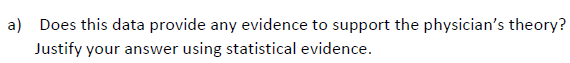 a) Does this data provide any evidence to support the physician’s theory?
Justify your answer using statistical evidence.